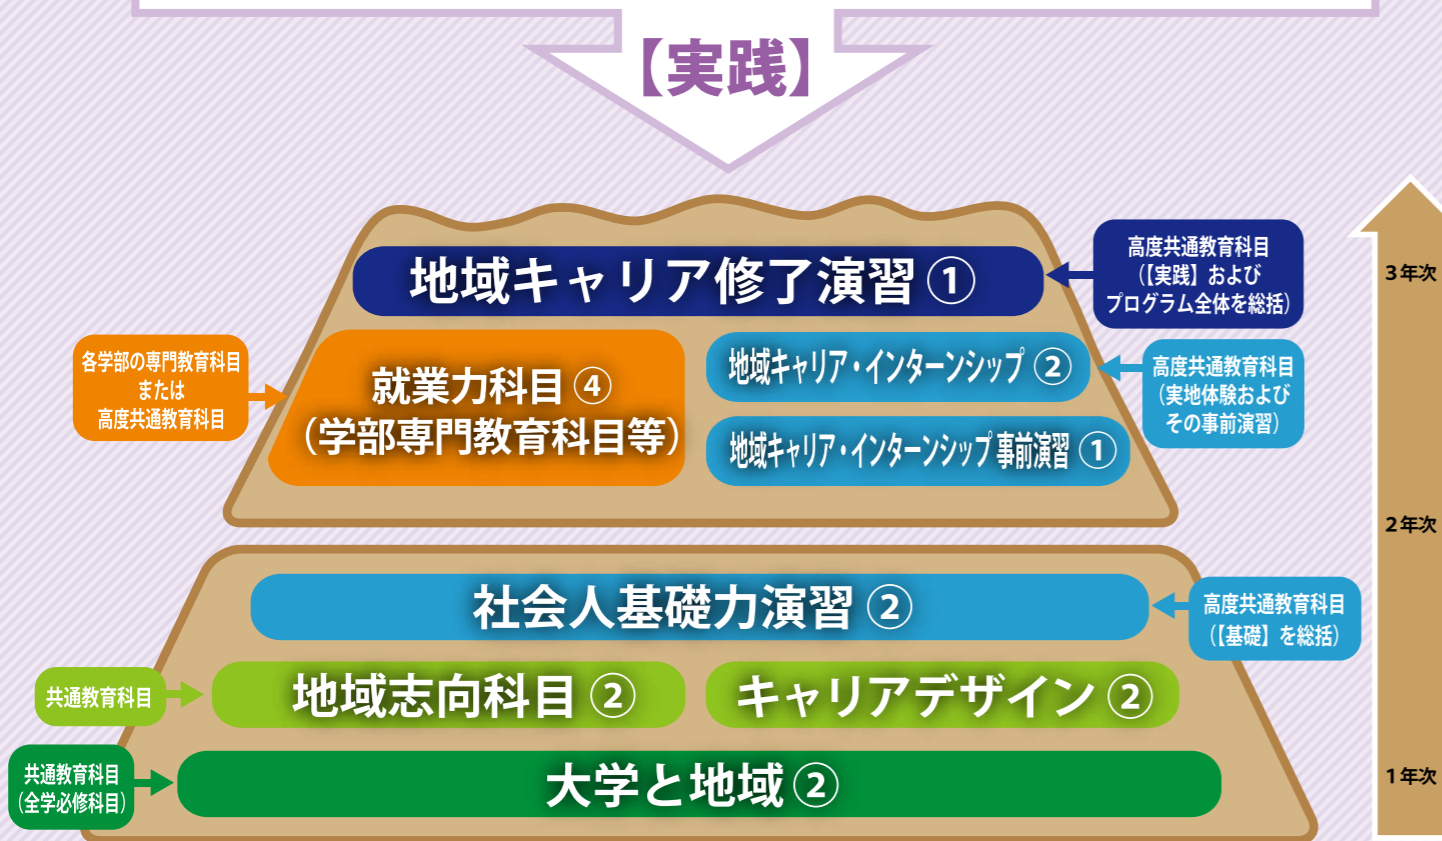 【実践】
地域キャリア修了演習 ①
高度共通教育科目
（【実践】および
プログラム全体を総括）
3年次
各学部の専門教育科目
または
高度共通教育科目
就業力科目 ④
（学部専門教育科目等）
地域キャリア・インターンシップ ②
地域キャリア・インターンシップ 事前演習 ①
高度共通教育科目
（実地体験および
その事前演習）
2年次
社会人基礎力演習 ②
高度共通教育科目
（【基礎】を総括）
共通教育科目
地域志向科目 ②
キャリアデザイン ②
共通教育科目
（全学必修科目）
大学と地域 ②
1年次